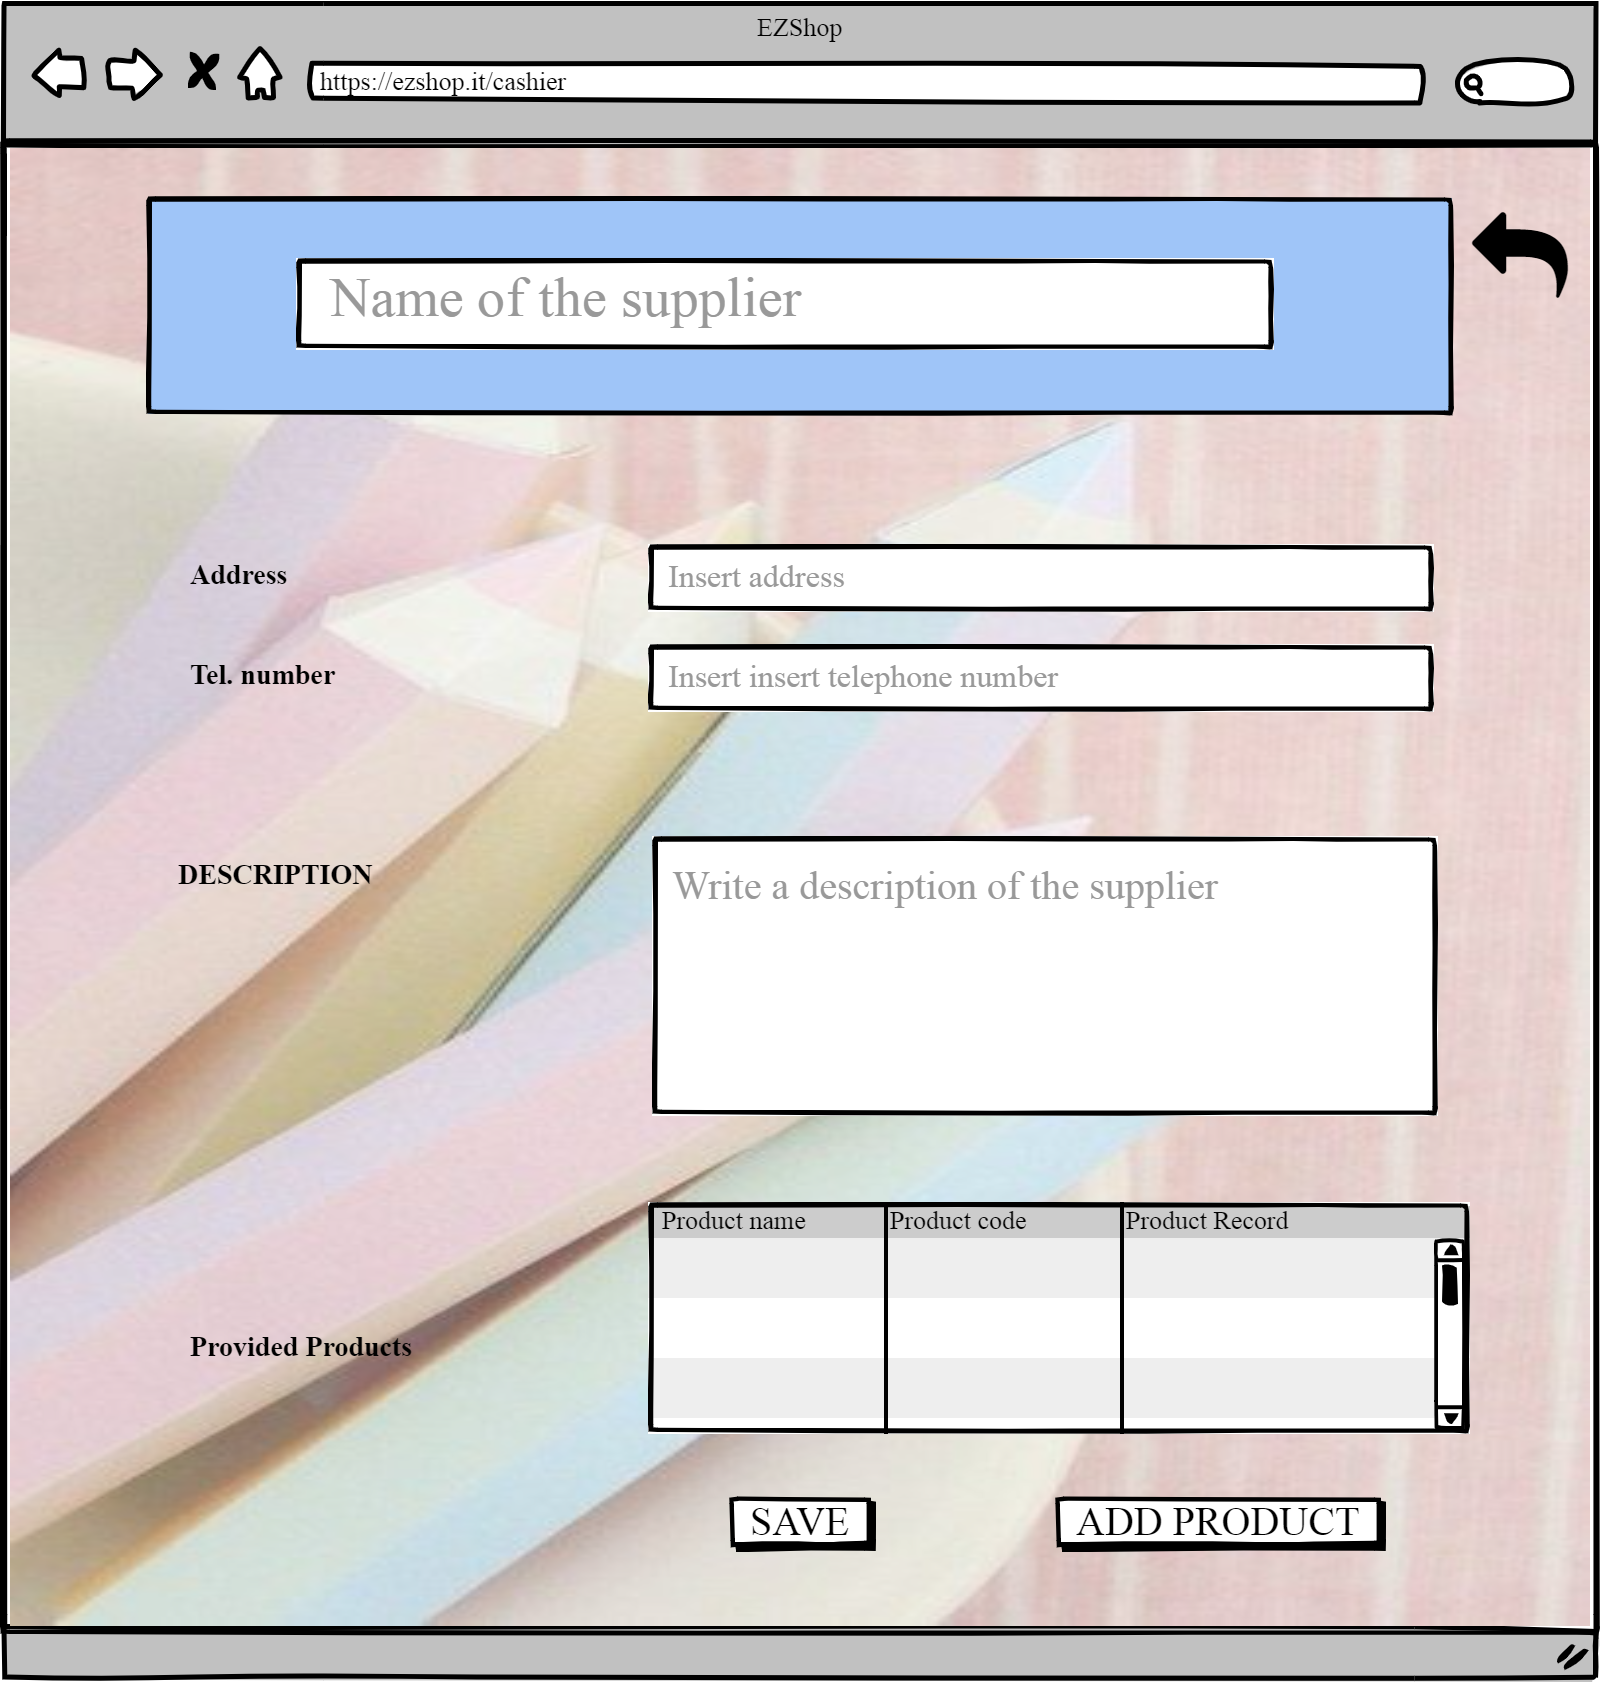 EZShop
https://ezshop.it/cashier
Name of the supplier
Address
Insert address
Tel. number
Insert insert telephone number
DESCRIPTION
Write a description of the supplier
Product name Product code Product Record
Provided Products
SAVE ADD PRODUCT